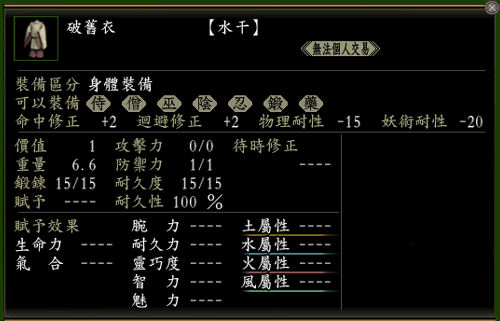 破舊衣 【水干】
無法個人交易
裝備區分 身體裝備
可以裝備 侍 僧 巫 陰 忍 鍛 藥
命中修正 +2 迴避修正 +2 物理耐性 -15 妖術耐性 -20
價值 1 攻擊力 0/0 待時修正
重量 6.6 防禦力 1/1 ----
鍛鍊 15/15 耐久度 15/15
賦予 ---- 耐久性 100 %
賦予效果 腕 力 ---- 土屬性 ----
生命力 ---- 耐久力 ---- 水屬性 ----
氣 合 ---- 靈巧度 ---- 火屬性 ----
智 力 ---- 風屬性 ----
魅 力 ----